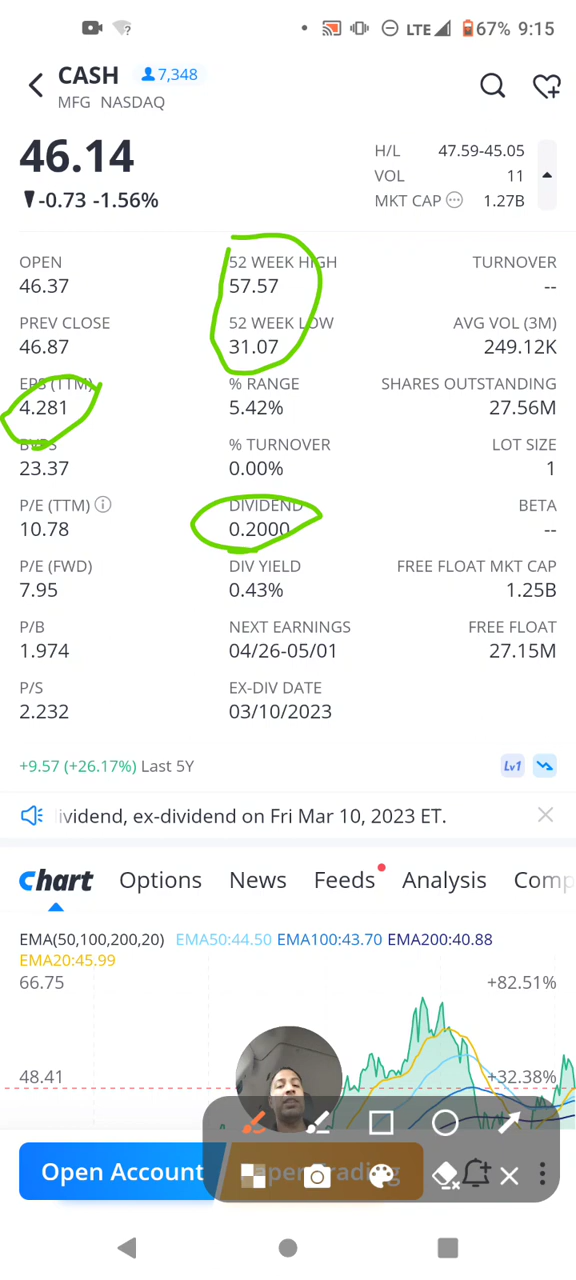 LTE 67% 9:15
CASH 7,348
MFG NASDAQ
46.14
-0.73 -1.56%
H/L 47.59-45.05
VOL 11
MKT CAP 1.27B
OPEN 52 WEEK HIGH TURNOVER
46.37 57.57 --
PREV CLOSE 52 WEEK LOW AVG VOL (3M)
46.87 31.07 249.12K
EPS (TTM) % RANGE SHARES OUTSTANDING
4.281 5.42% 27.56M
BVPS % TURNOVER LOT SIZE
23.37 0.00% 1
P/E (TTM) DIVIDEND BETA
10.78 0.2000 --
P/E (FWD) DIV YIELD FREE FLOAT MKT CAP
7.95 0.43% 1.25B
P/B NEXT EARNINGS FREE FLOAT
1.974 04/26-05/01 27.15M
P/S EX-DIV DATE
2.232 03/10/2023
+9.57 (+26.17%) Last 5Y Lv1
ividend, ex-dividend on Fri Mar 10, 2023 ET.
Chart Options News Feeds Analysis Comp
EMA(50,100,200,20) EMA50:44.50 EMA100:43.70 EMA200:40.88
EMA20:45.99
66.75 +82.51%
48.41 +32.38%
Open Account